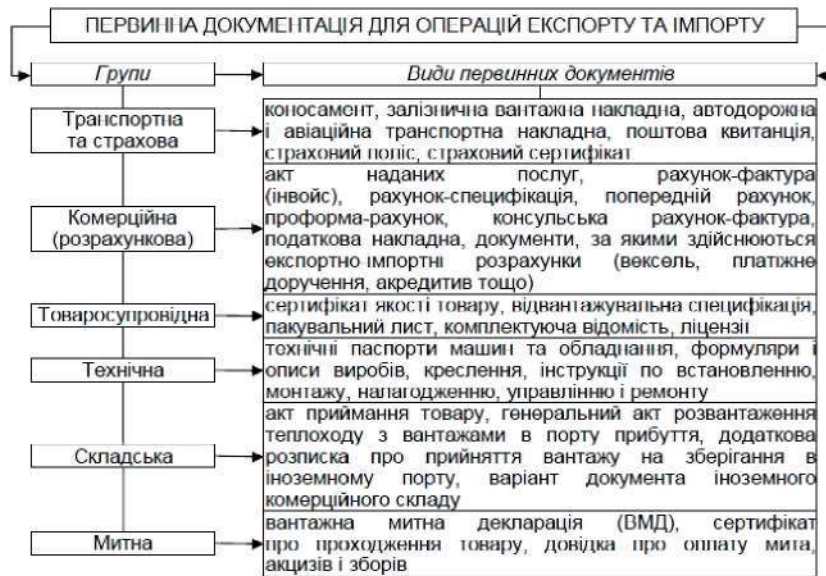 ПЕРВИННА ДОКУМЕНТАЦІЯ ДЛЯ ОПЕРАЦІЙ ЕКСПОРТУ ТА ІМПОРТУ
Групи
Види первинних документів
Транспортна
та страхова
коносамент, залізнична вантажна накладна, автодорожна
і авіаційна транспортна накладна, поштова квитанція,
страховий поліс, страховий сертифікат
Комерційна
(розрахункова)
акт наданих послуг, рахунок-фактура
(інвойс), рахунок-специфікація, попередній рахунок,
проформа-рахунок, консульська рахунок-фактура,
податкова накладна, документи, за якими здійснюються
експортно-імпортні розрахунки (вексель, платіжне
доручення, акредитив тощо)
Товаросупровідна
сертифікат якості товару, відвантажувальна специфікація,
пакувальний лист, комплектуюча відомість, ліцензії
Технічна
технічні паспорти машин та обладнання, формуляри і
описи виробів, креслення, інструкції по встановленню,
монтажу, налагодженню, управлінню і ремонту
Складська
акт приймання товару, генеральний акт розвантаження
теплоходу з вантажами в порту прибуття, додаткова
розписка про прийняття вантажу на зберігання в
іноземному порту, варіант документа іноземного
комерційного складу
Митна
вантажна митна декларація (ВМД), сертифікат
про проходження товару, довідка про оплату мита,
акцизів і зборів